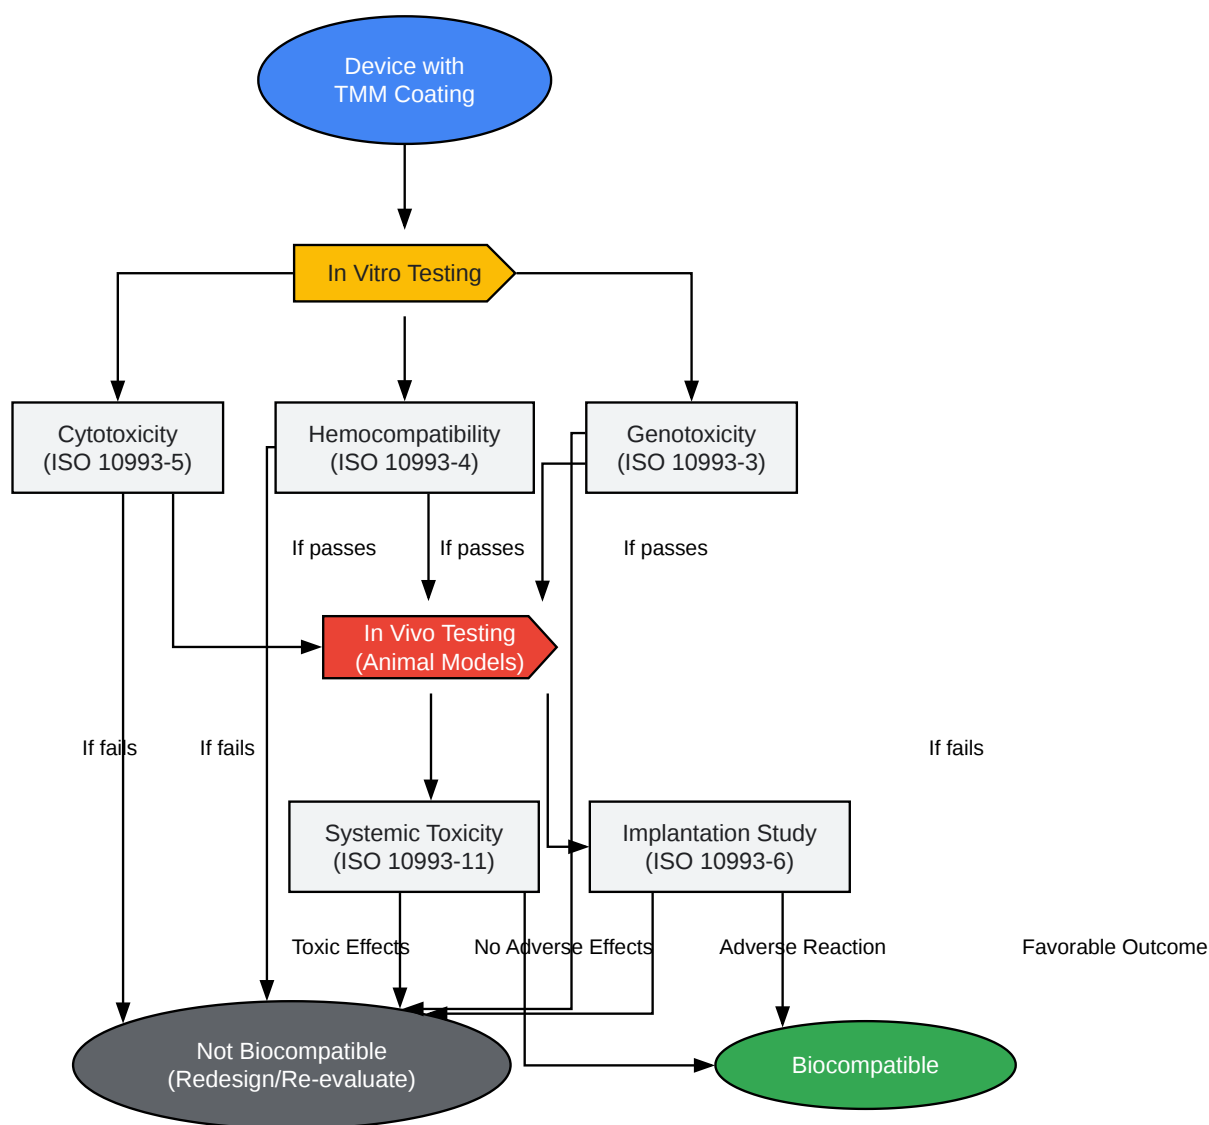 Device with
TMM Coating
In Vitro Testing
Cytotoxicity
(ISO 10993-5)
Hemocompatibility
(ISO 10993-4)
Genotoxicity
(ISO 10993-3)
If passes
If passes
If passes
In Vivo Testing
(Animal Models)
If fails
If fails
If fails
Systemic Toxicity
(ISO 10993-11)
Implantation Study
(ISO 10993-6)
Toxic Effects
No Adverse Effects
Adverse Reaction
Favorable Outcome
Not Biocompatible
(Redesign/Re-evaluate)
Biocompatible